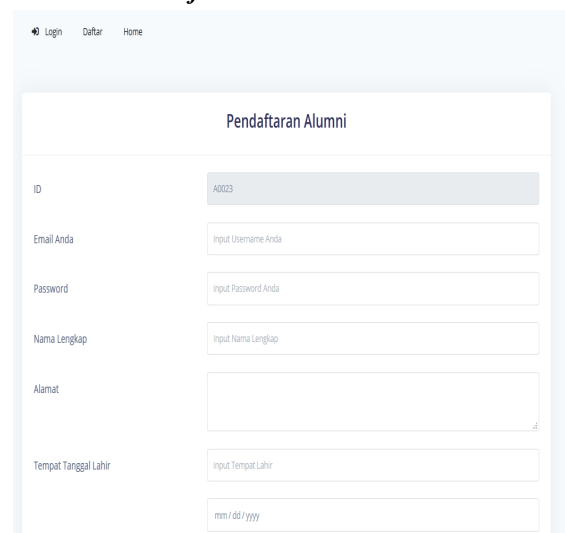 Login Daftar Home
Pendaftaran Alumni
ID A0023
Email Anda Input Username Anda
Password Input Password Anda
Nama Lengkap Input Nama Lengkap
Alamat
Tempat Tanggal Lahir Input Tempat Lahir
mm / dd / yyyy